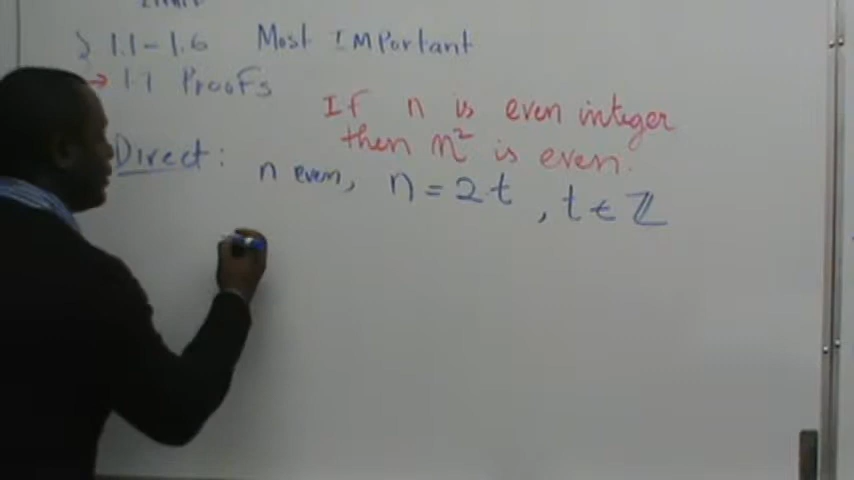 1.1 - 1.6 Most Important
→ 1.7 Proofs
If n is even integer
then n² is even.
Direct: n even, n = 2t, t ∈ ℤ